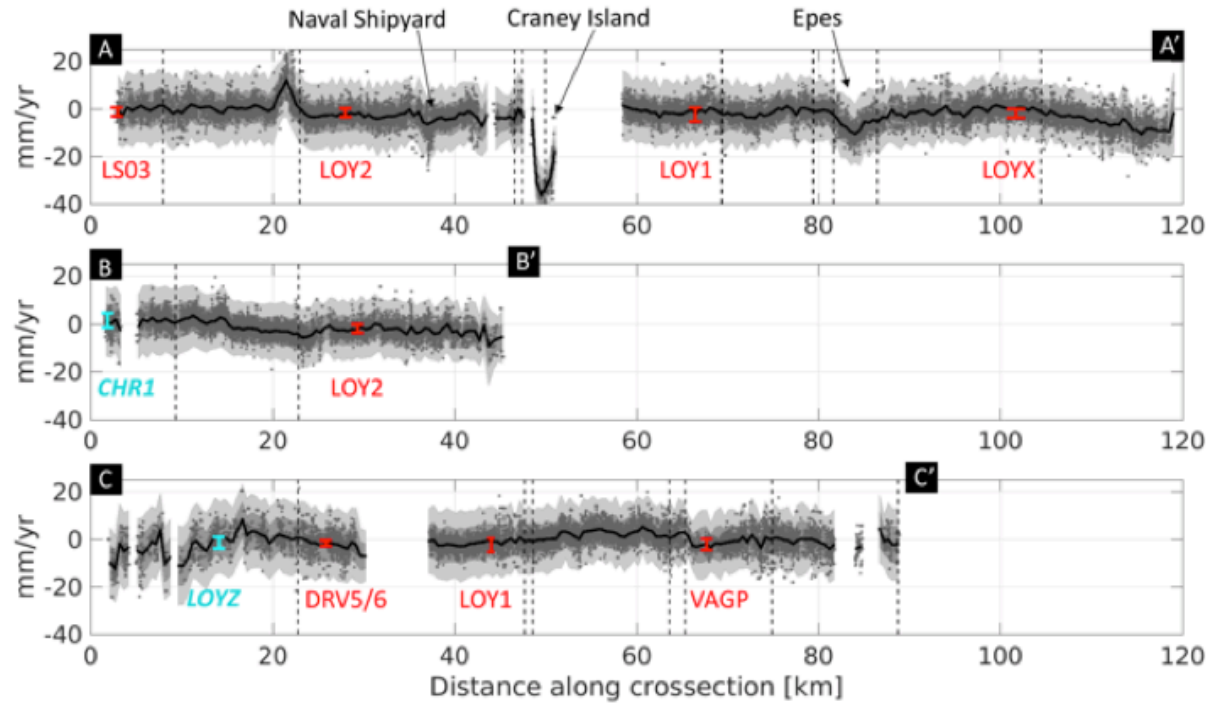 Naval Shipyard Craney Island Epes
A A'
20
0
-20
-40
mm/yr
LS03 LOY2 LOY1 LOYX
0 20 40 60 80 100 120
B B'
20
0
-20
-40
mm/yr
CHR1 LOY2
0 20 40 60 80 100 120
C C'
20
0
-20
-40
mm/yr
LOYZ DRV5/6 LOY1 VAGP
0 20 40 60 80 100 120
Distance along crossection [km]